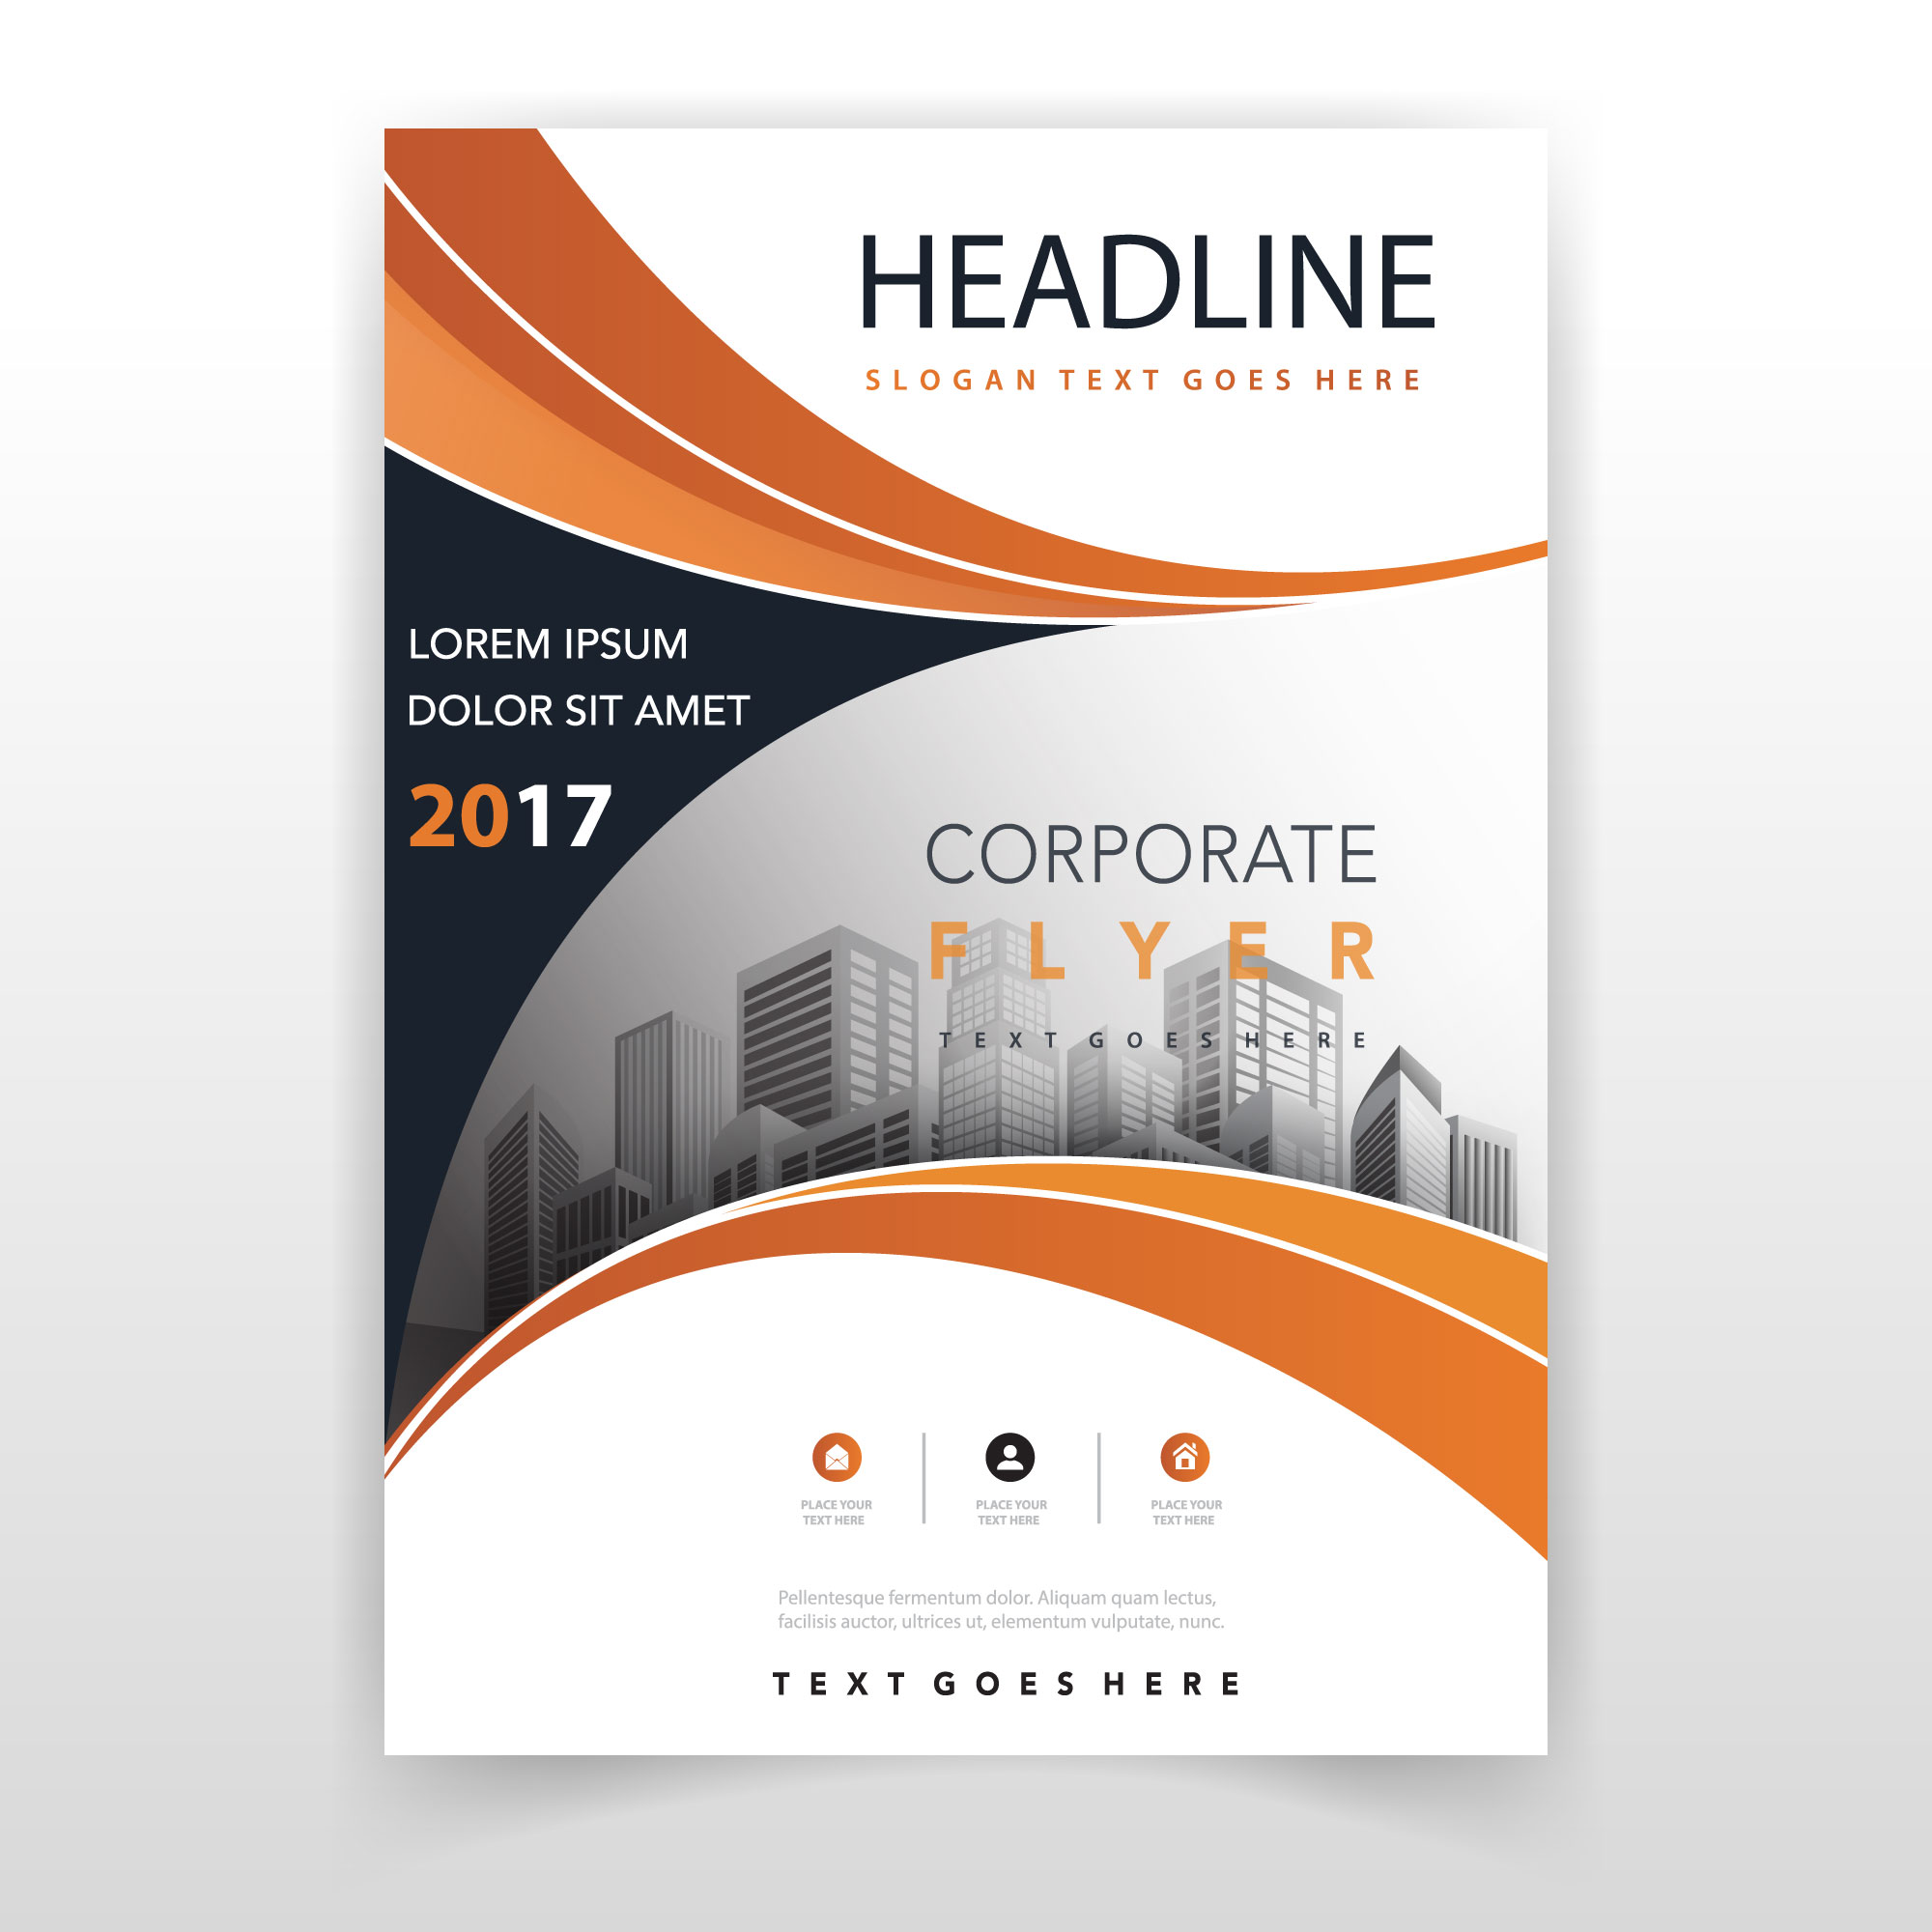 HEADLINE
SLOGAN TEXT GOES HERE
LOREM IPSUM
DOLOR SIT AMET
2017
CORPORATE
FLYER
TEXT GOES HERE
PLACE YOUR
TEXT HERE
PLACE YOUR
TEXT HERE
PLACE YOUR
TEXT HERE
Pellentesque fermentum dolor. Aliquam quam lectus,
facilisis auctor, ultrices ut, elementum vulputate, nunc.
TEXT GOES HERE